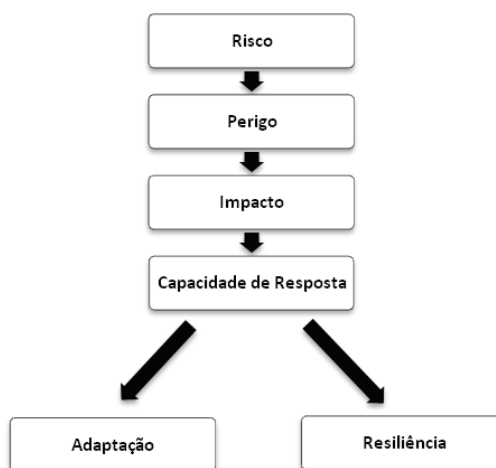 Risco
Perigo
Impacto
Capacidade de Resposta
Adaptação
Resiliência